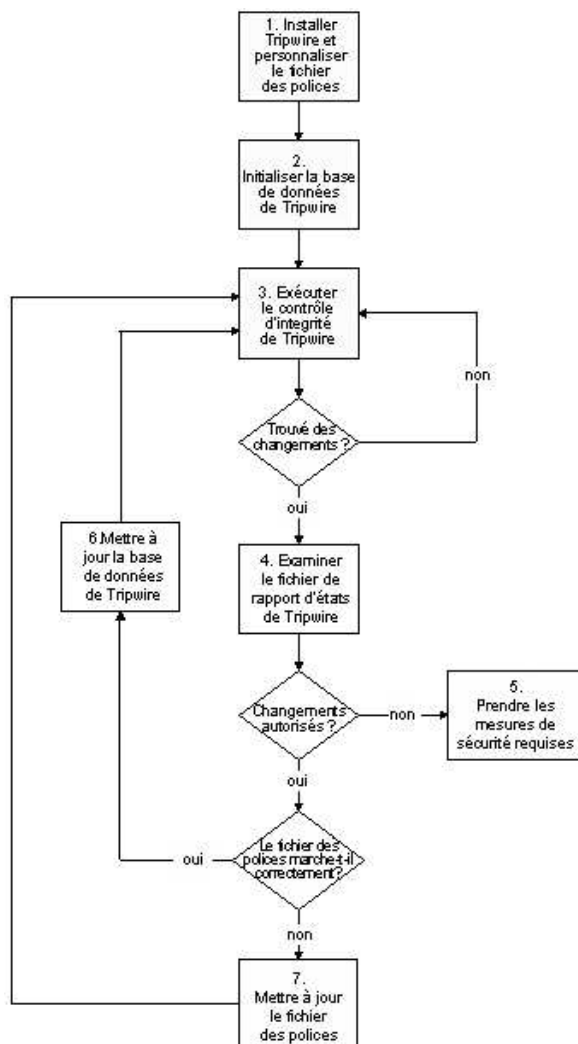 1. Installer
Tripwire et
personnaliser
le fichier
des polices
2.
Initialiser la base
de données
de Tripwire
3. Exécuter
le contrôle
d'integrité
de Tripwire
non
Trouvé des
changements ?
oui
6.Mettre à
jour la base
de données
de Tripwire
4. Examiner
le fichier de
rapport d'états
de Tripwire
Changements
autorisés ?
non
5.
Prendre les
mesures de
sécurité requises
oui
Le fichier des
polices marche-t-il
correctement?
oui
non
7.
Mettre à jour
le fichier
des polices